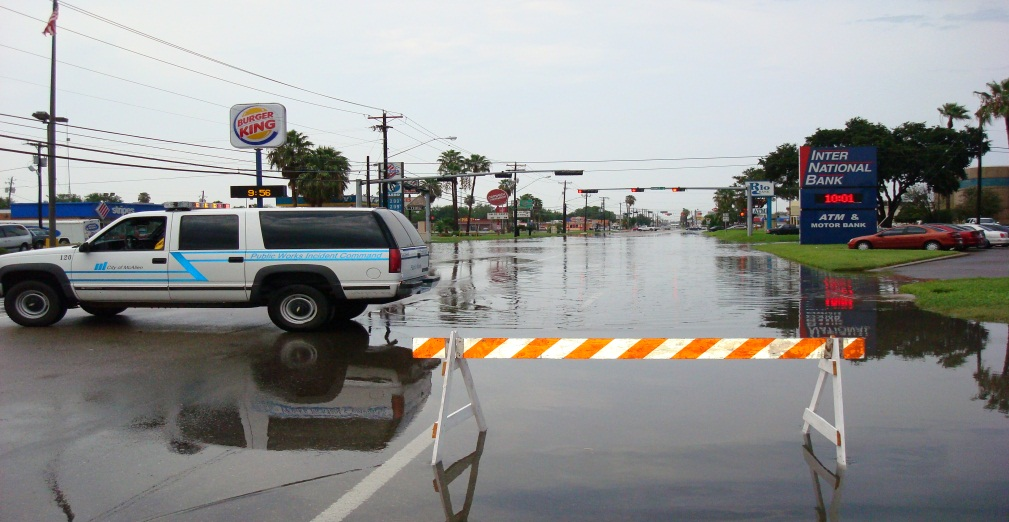 BURGER
KING
9:56
INTER
NATIONAL
BANK
10:01
ATM &
MOTOR BANK
Rio
120
City of McAllen
Public Works Incident Command